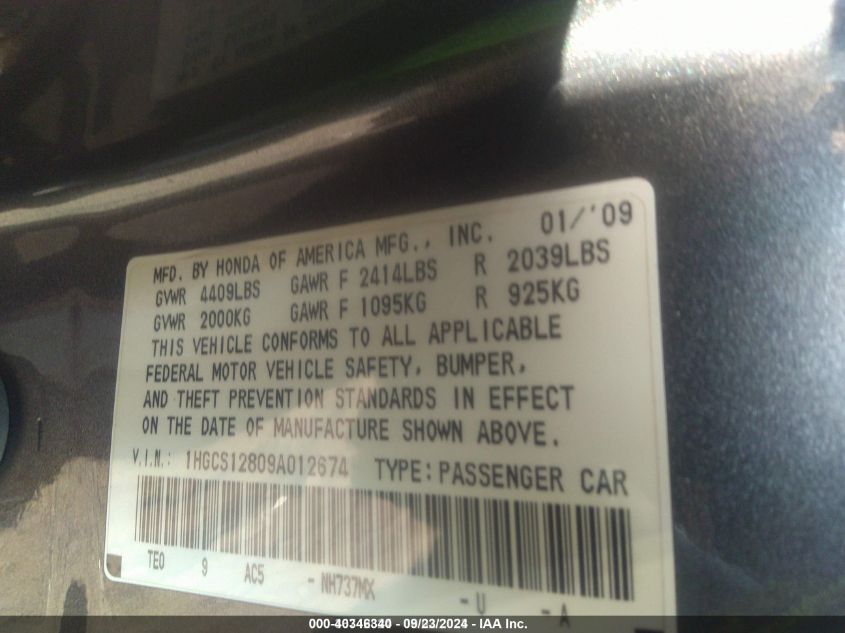 MFD. BY HONDA OF AMERICA MFG., INC. 01/'09
GVWR 4409LBS GAWR F 2414LBS R 2039LBS
GVWR 2000KG GAWR F 1095KG R 925KG
THIS VEHICLE CONFORMS TO ALL APPLICABLE
FEDERAL MOTOR VEHICLE SAFETY, BUMPER,
AND THEFT PREVENTION STANDARDS IN EFFECT
ON THE DATE OF MANUFACTURE SHOWN ABOVE.
V.I.N.: 1HGCS12809A012674 TYPE:PASSENGER CAR
TE0 9 AC5 -NH737MX -U -A
000-40346340 - 09/23/2024 - IAA Inc.